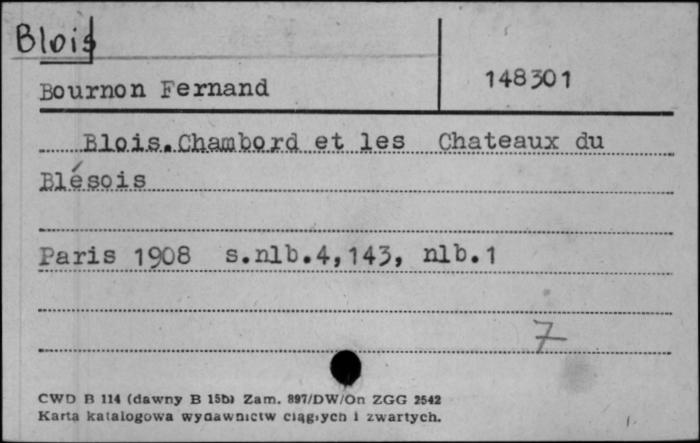 Blois
Bournon Fernand
148301
Blois.Chambord et les Chateaux du
Blésois
Paris 1908 s.nlb.4,143, nlb.1
7
CWD B 114 (dawny B 15b) Zam. 897/DW/On ZGG 2542
Karta katalogowa wydawnictw ciągłych i zwartych.
1.